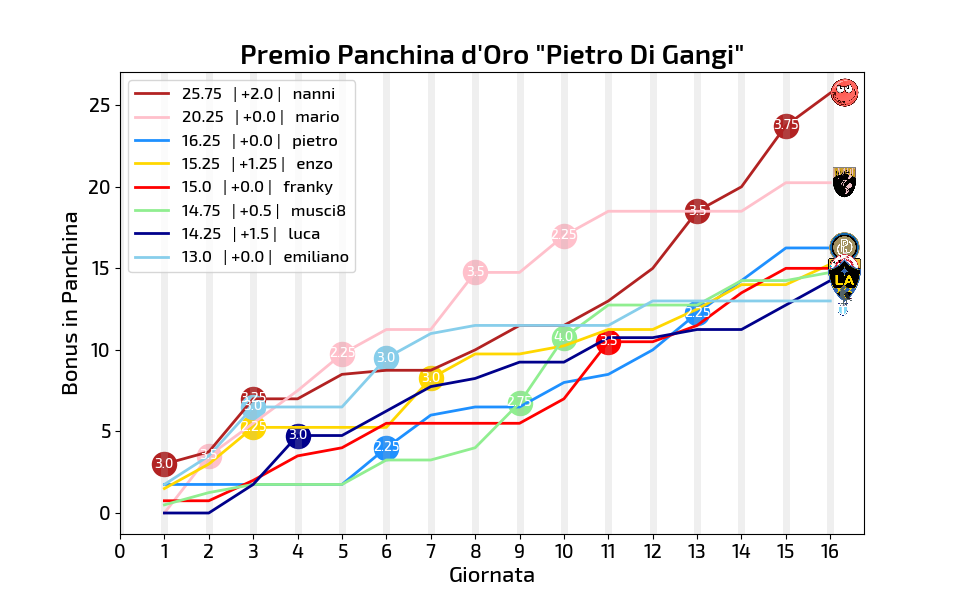 Premio Panchina d'Oro "Pietro Di Gangi"
25.75 | +2.0 | nanni
20.25 | +0.0 | mario
16.25 | +0.0 | pietro
15.25 | +1.25 | enzo
15.0 | +0.0 | franky
14.75 | +0.5 | musci8
14.25 | +1.5 | luca
13.0 | +0.0 | emiliano
Bonus in Panchina
25
20
15
10
5
0
3.75
3.5
2.25
3.5
LA
2.25
2.25
3.0
4.0
3.5
3.0
2.75
2.25
3.0
2.25
3.0
3.5
0 1 2 3 4 5 6 7 8 9 10 11 12 13 14 15 16
Giornata